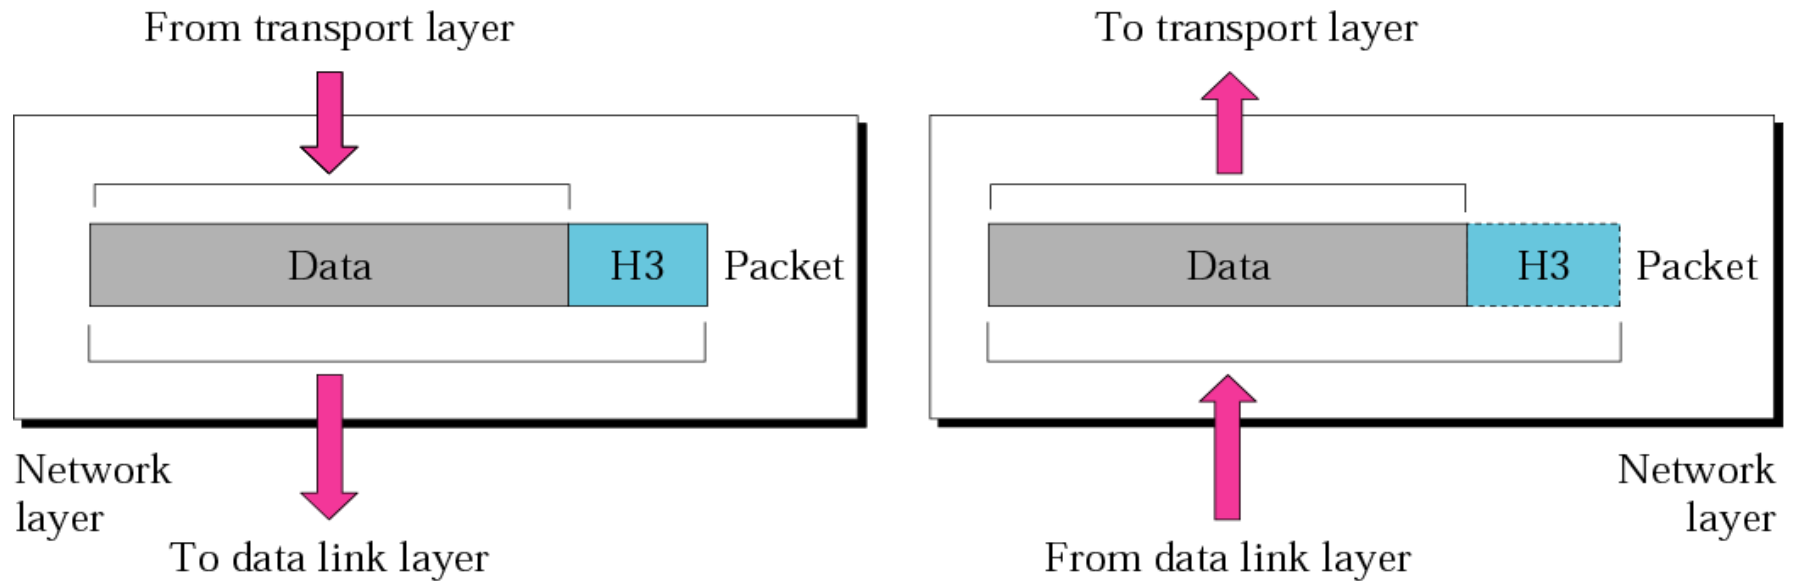 From transport layer
Data
H3
Packet
Network
layer
To data link layer
To transport layer
Data
H3
Packet
Network
layer
From data link layer